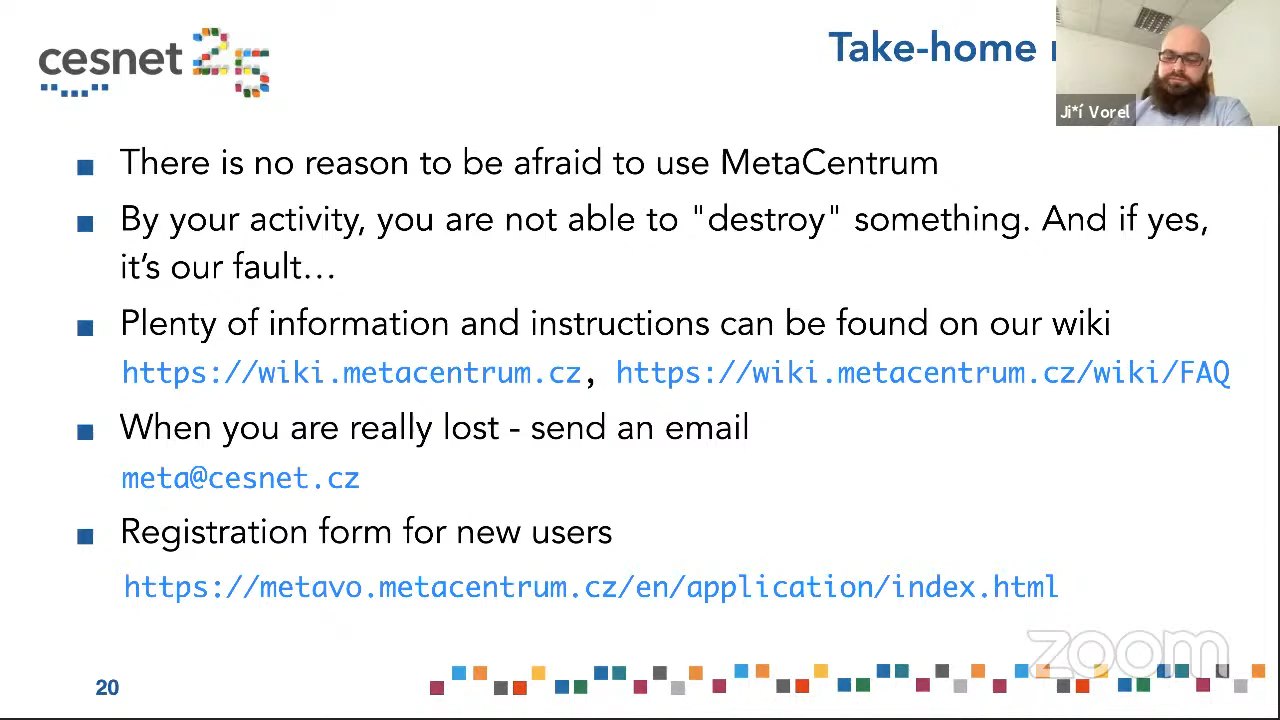 cesnet 25
Take-home
Ji*í Vorel
There is no reason to be afraid to use MetaCentrum
By your activity, you are not able to "destroy" something. And if yes,
it's our fault…
Plenty of information and instructions can be found on our wiki
https://wiki.metacentrum.cz, https://wiki.metacentrum.cz/wiki/FAQ
When you are really lost - send an email
meta@cesnet.cz
Registration form for new users
https://metavo.metacentrum.cz/en/application/index.html
zoom
20